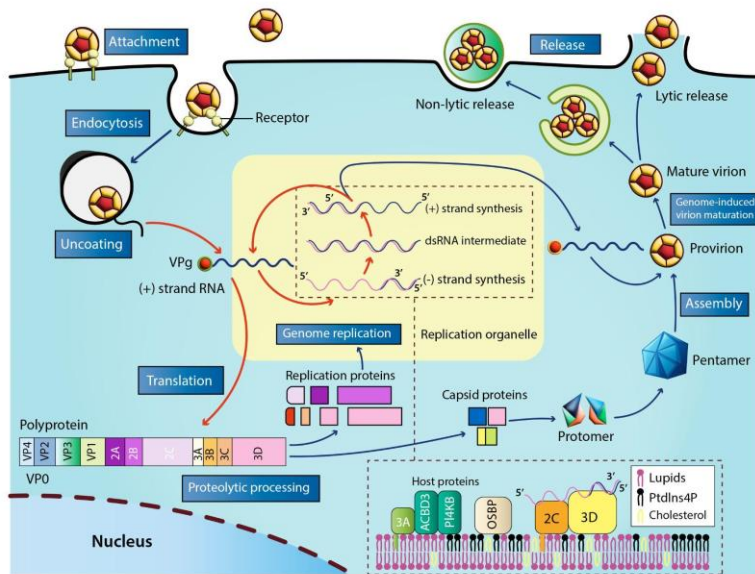 Attachment
Release
Non-lytic release
Lytic release
Endocytosis
Receptor
Mature virion
Genome-induced
virion maturation
Uncoating
5’
5’
3’
(+) strand synthesis
dsRNA intermediate
VPg
(+) strand RNA
5’
3’
5’
(-) strand synthesis
Provirion
Assembly
Genome replication
Replication organelle
Pentamer
Translation
Replication proteins
Capsid proteins
Protomer
Polyprotein
VP4
VP2
VP3
VP1
2A
2B
2C
3A
3B
3C
3D
VP0
Proteolytic processing
Nucleus
Host proteins
3A
ACBD3
PI4KB
OSBP
5’
3’
2C
3D
Lupids
PtdIns4P
Cholesterol